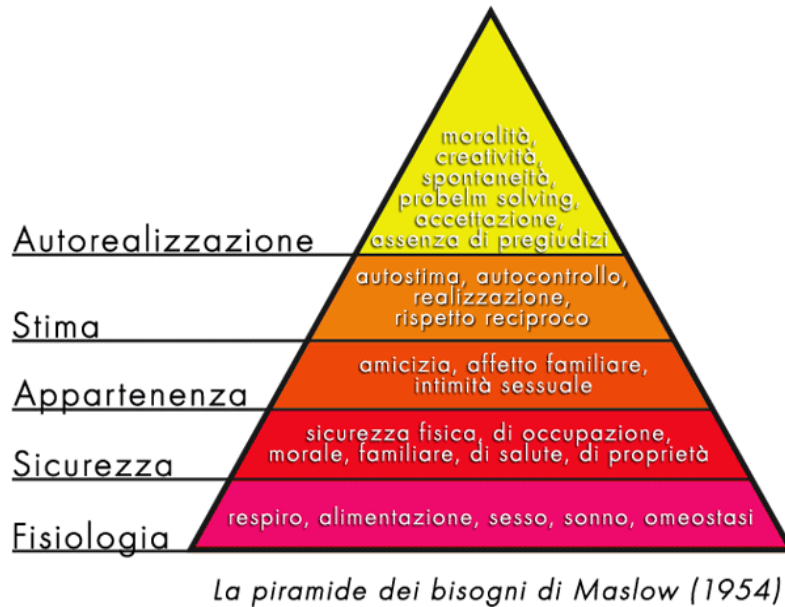 moralità,
creatività,
spontaneità,
probelm solving,
accettazione,
assenza di pregiudizi
Autorealizzazione
autostima, autocontrollo,
realizzazione,
rispetto reciproco
Stima
amicizia, affetto familiare,
intimità sessuale
Appartenenza
sicurezza fisica, di occupazione,
morale, familiare, di salute, di proprietà
Sicurezza
respiro, alimentazione, sesso, sonno, omeostasi
Fisiologia
La piramide dei bisogni di Maslow (1954)